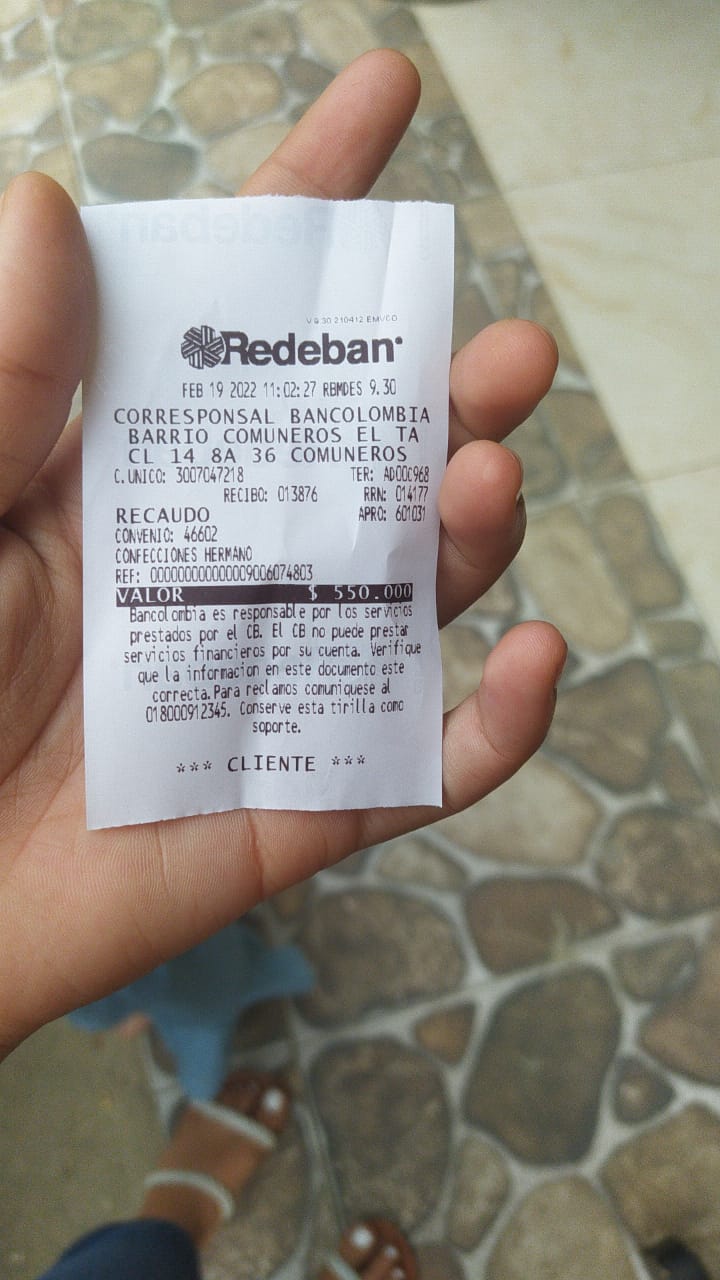 V 9.30 210412 EMVCO
Redeban
FEB 19 2022 11:02:27 RBMDES 9.30
CORRESPONSAL BANCOLOMBIA
BARRIO COMUNEROS EL TA
CL 14 8A 36 COMUNEROS
C.UNICO: 3007047218 TER: AD00C968
RECIBO: 013876 RRN: 014177
RECAUDO APRO: 601031
CONVENIO: 46602
CONFECCIONES HERMANO
REF: 00000000000009006074803
VALOR $ 550.000
Bancolombia es responsable por los servicios
prestados por el CB. El CB no puede prestar
servicios financieros por su cuenta. Verifique
que la informacion en este documento este
correcta. Para reclamos comuniquese al
018000912345. Conserve esta tirilla como
soporte.
*** CLIENTE ***